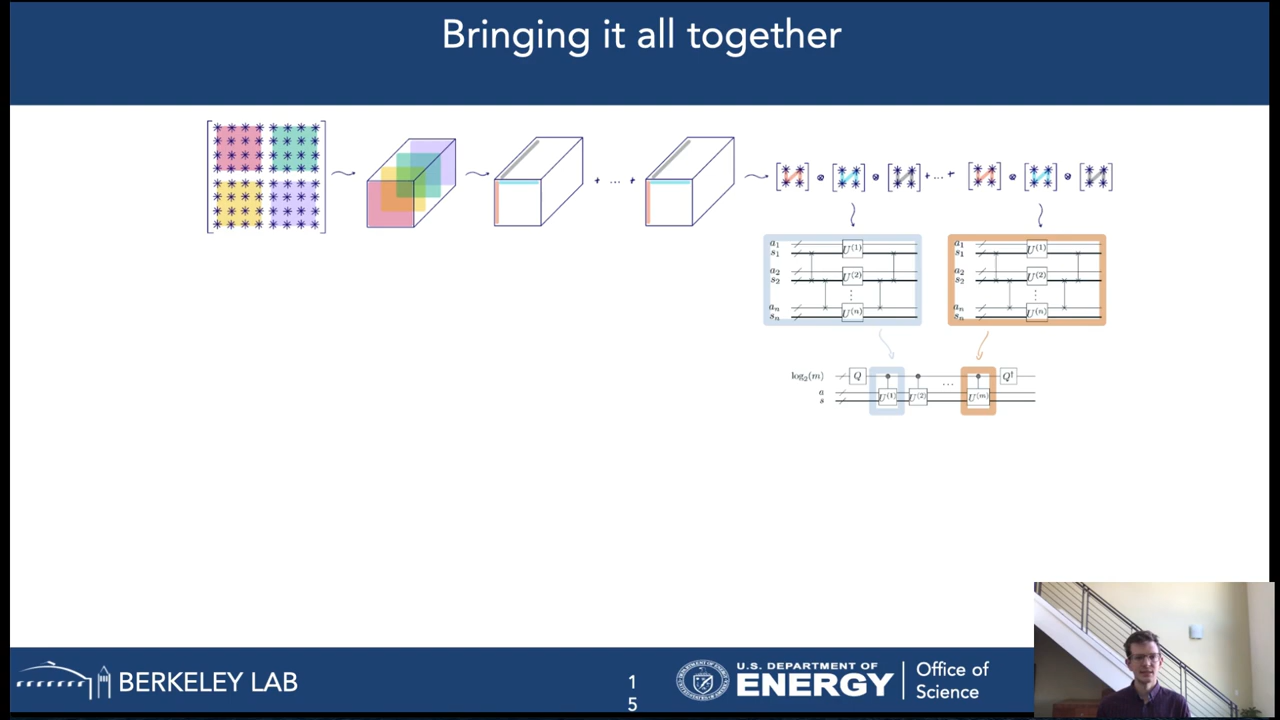 Bringing it all together
+ ... +
⊗ ⊗ + ... + ⊗ ⊗
a₁ U⁽¹⁾ a₁ U⁽¹⁾
s₁ s₁
a₂ U⁽²⁾ a₂ U⁽²⁾
s₂ s₂
⋮ ⋮
aₙ U⁽ⁿ⁾ aₙ U⁽ⁿ⁾
sₙ sₙ
log₂(m) Q ... Q†
a U⁽¹⁾ U⁽²⁾ U⁽ᵐ⁾
s
BERKELEY LAB
1
5
U.S. DEPARTMENT OF
ENERGY
Office of
Science